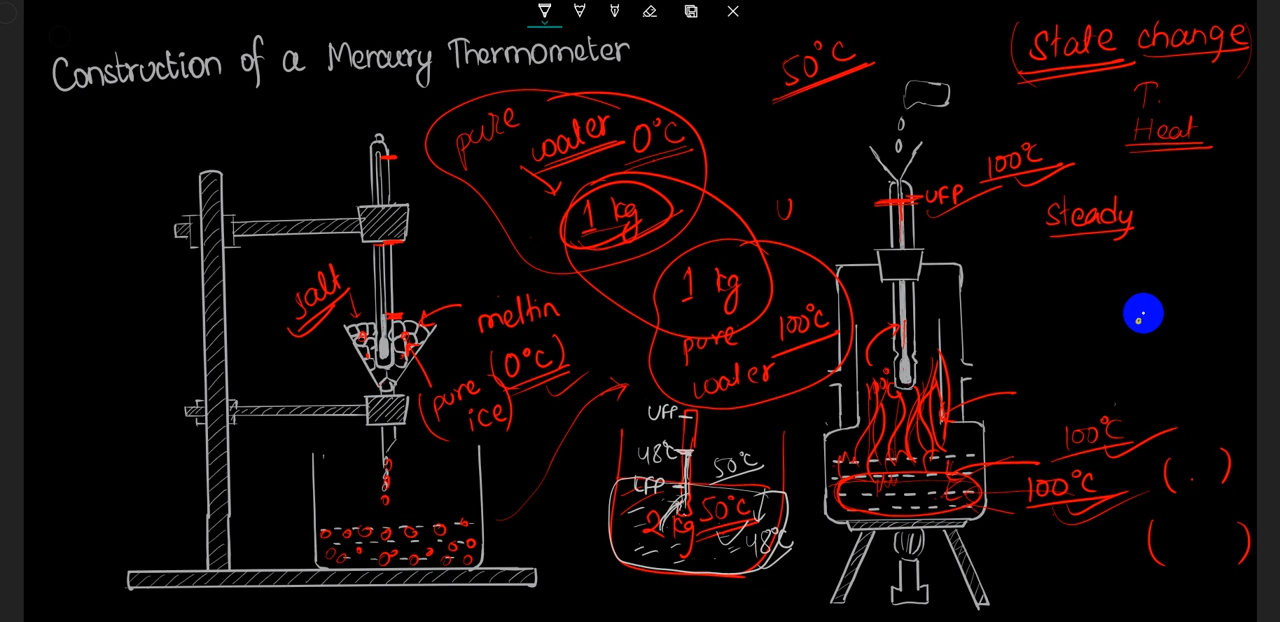 Construction of a Mercury Thermometer
50°C
(State change)
T.
Heat
pure
water 0°C
1 kg
U
100°C
UFP
Steady
salt
meltin
(0°C)
(pure
ice)
1 kg
pure
100°C
water
UFP
48°C
50°C
LFP
2 kg
50°C
48°C
100°C
100°C
( . )
( )